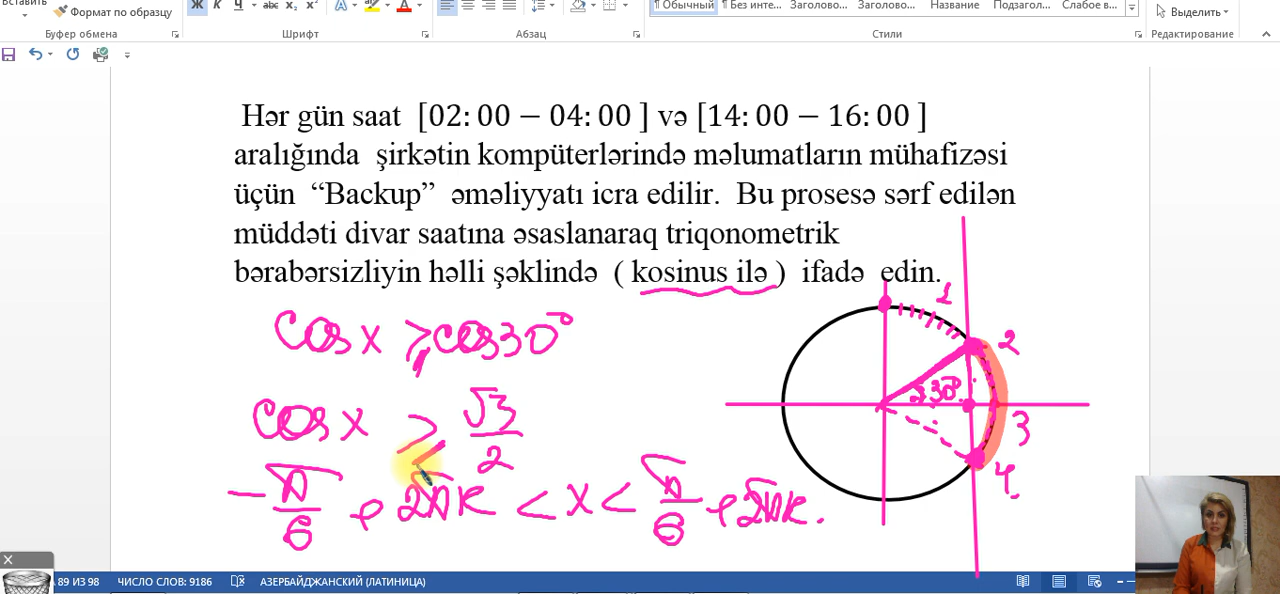 Вставить
Формат по образцу
Ж К Ч abc x₂ x² A A
¶ Обычный ¶ Без инте... Заголово... Заголово... Название Подзагол... Слабое в...
Выделить
Буфер обмена Шрифт Абзац Стили Редактирование
Hər gün saat [02:00 − 04:00 ] və [14:00 − 16:00 ]
aralığında şirkətin kompüterlərində məlumatların mühafizəsi
üçün “Backup” əməliyyatı icra edilir. Bu prosesə sərf edilən
müddəti divar saatına əsaslanaraq triqonometrik
bərabərsizliyin həlli şəklində ( kosinus ilə ) ifadə edin.
cos x ⩾ cos 30°
cos x ⩾ √3/2
−π/6 + 2πk < x < π/6 + 2πk.
1
2
30°
3
4.
89 ИЗ 98 ЧИСЛО СЛОВ: 9186 АЗЕРБАЙДЖАНСКИЙ (ЛАТИНИЦА)